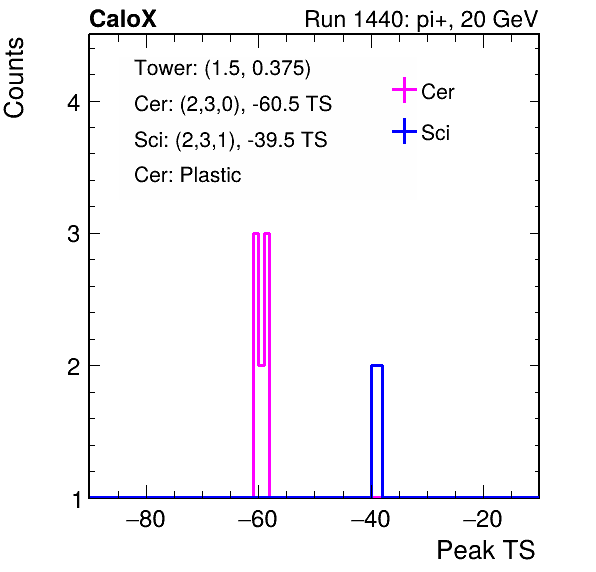 CaloX Run 1440: pi+, 20 GeV
Counts
Tower: (1.5, 0.375)
Cer: (2,3,0), -60.5 TS
Sci: (2,3,1), -39.5 TS
Cer: Plastic
Cer
Sci
4
3
2
1
−80 −60 −40 −20
Peak TS